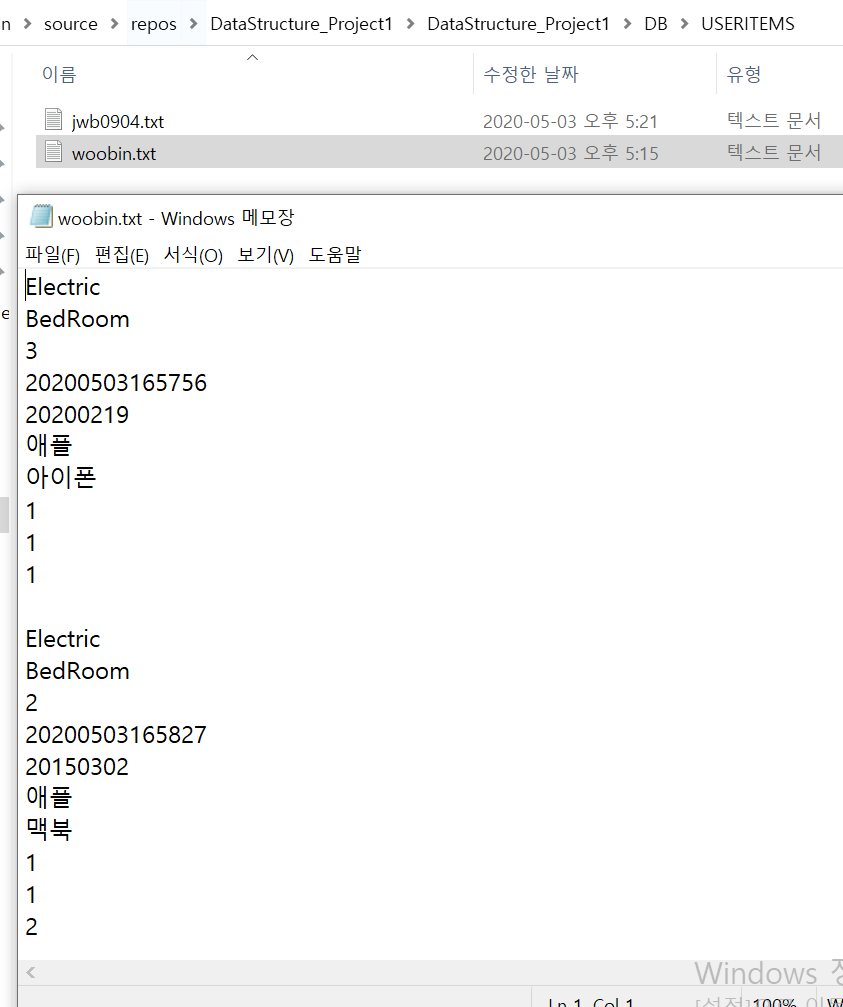 n > source > repos > DataStructure_Project1 > DataStructure_Project1 > DB > USERITEMS
이름 수정한 날짜 유형
jwb0904.txt 2020-05-03 오후 5:21 텍스트 문서
woobin.txt 2020-05-03 오후 5:15 텍스트 문서
woobin.txt - Windows 메모장
파일(F) 편집(E) 서식(O) 보기(V) 도움말
e
Electric
BedRoom
3
20200503165756
20200219
애플
아이폰
1
1
1
Electric
BedRoom
2
20200503165827
20150302
애플
맥북
1
1
2
Windows 정
Ln 1, Col 1 100% W
[설정]